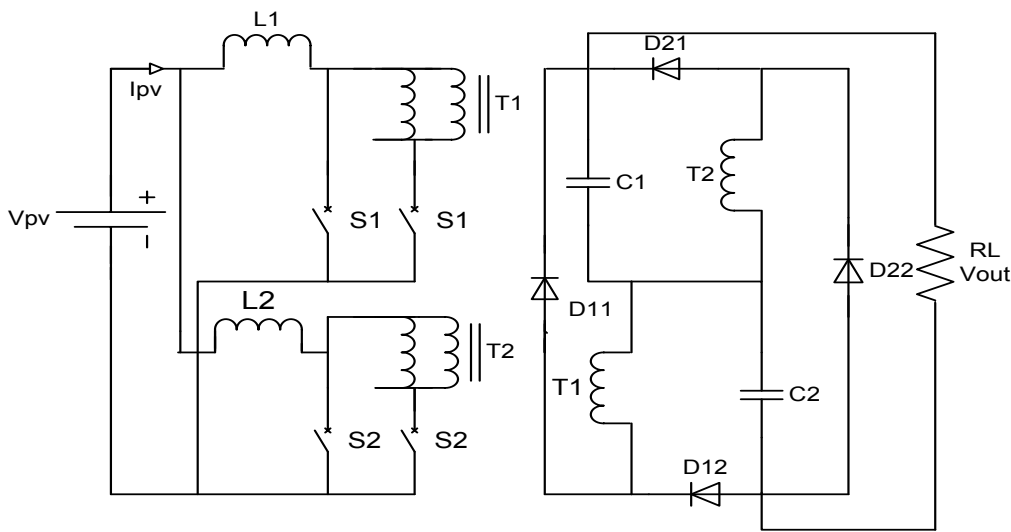 L1
D21
Ipv
T1
C1
T2
+
Vpv
–
S1
S1
RL
Vout
D22
D11
L2
T2
T1
C2
S2
S2
D12